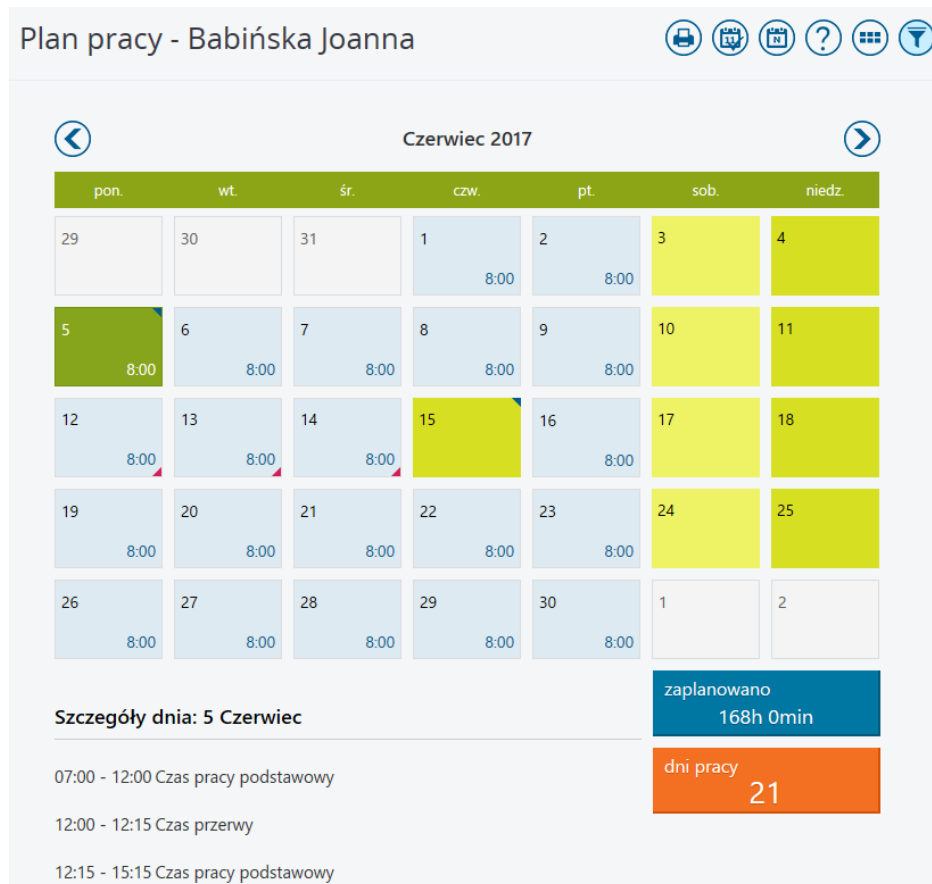 Plan pracy - Babińska Joanna
11
N
?
Czerwiec 2017
pon. wt. śr. czw. pt. sob. niedz.
29 30 31 1 2 3 4
8:00 8:00
5 6 7 8 9 10 11
8:00 8:00 8:00 8:00 8:00
12 13 14 15 16 17 18
8:00 8:00 8:00 8:00
19 20 21 22 23 24 25
8:00 8:00 8:00 8:00 8:00
26 27 28 29 30 1 2
8:00 8:00 8:00 8:00 8:00
zaplanowano
168h 0min
Szczegóły dnia: 5 Czerwiec
dni pracy
21
07:00 - 12:00 Czas pracy podstawowy
12:00 - 12:15 Czas przerwy
12:15 - 15:15 Czas pracy podstawowy